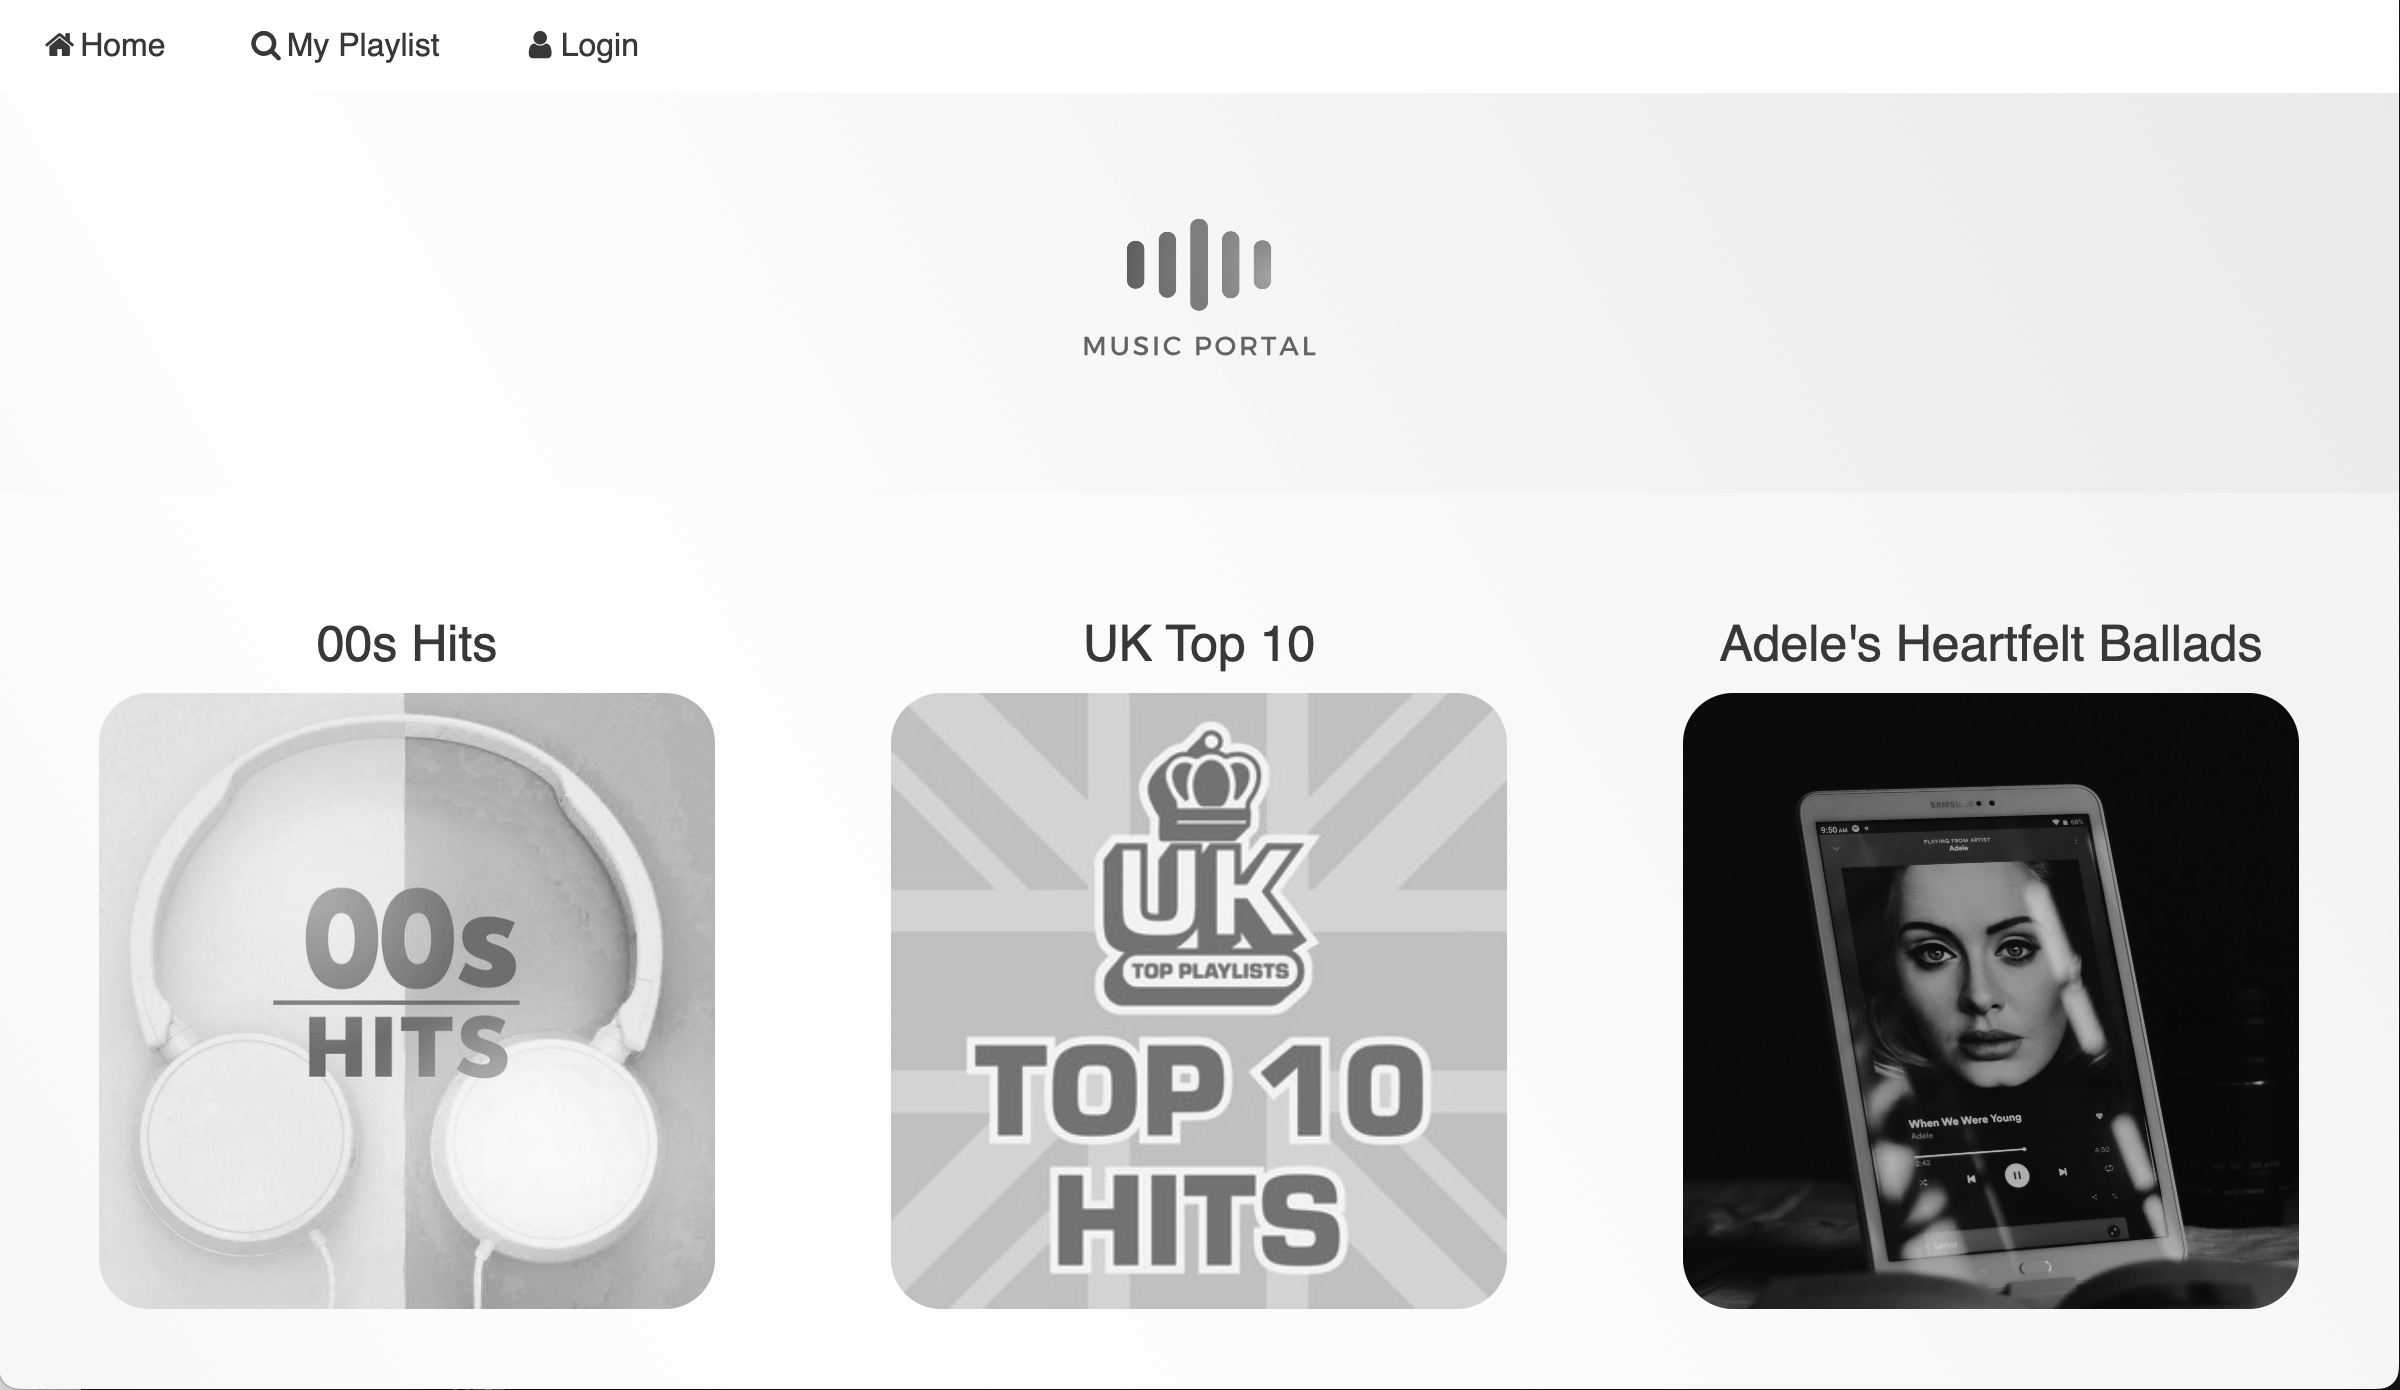 Home
My Playlist
Login
MUSIC PORTAL
00s Hits
UK Top 10
Adele's Heartfelt Ballads
00s
HITS
UK
TOP PLAYLISTS
TOP 10
HITS
SAMSUNG
9:50 AM
68%
PLAYING FROM ARTIST
Adele
When We Were Young
Adele
2:42
4:50
Lyrics